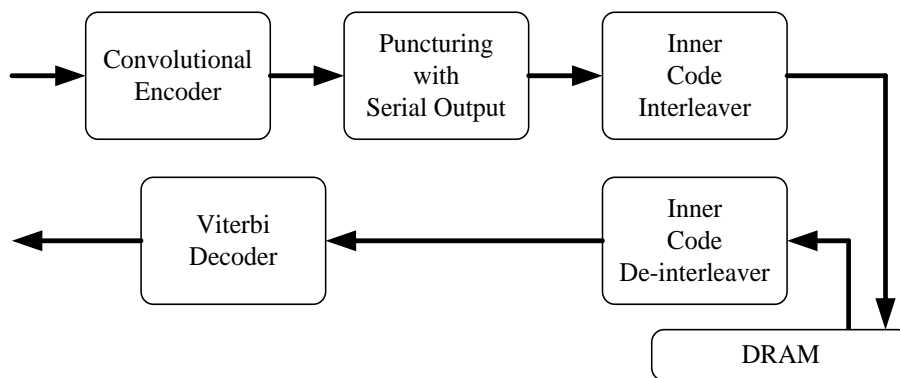 Convolutional
Encoder
Puncturing
with
Serial Output
Inner
Code
Interleaver
Viterbi
Decoder
Inner
Code
De-interleaver
DRAM